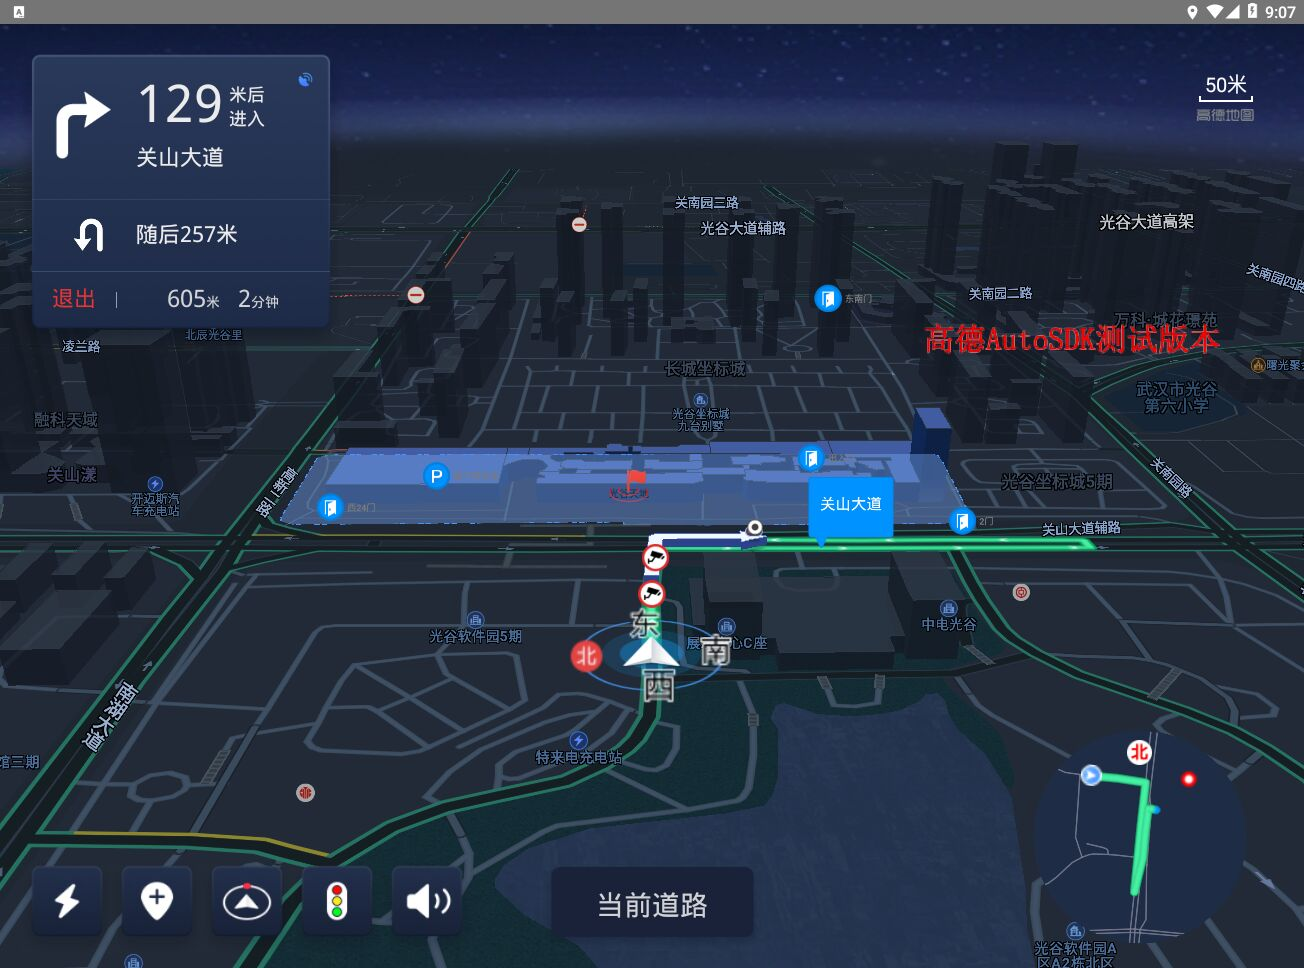 9:07
129 米后
进入
关山大道
随后257米
退出 605米 2分钟
50米
高德地图
关南园三路
光谷大道辅路
光谷大道高架
关南园四路
东南门
关南园二路
万科·城花璟苑
高德AutoSDK测试版本
北辰光谷里
凌兰路
长城坐标城
曙光聚
武汉市光谷
第六小学
光谷坐标城
九台别墅
融科天域
关山漾
高新二路
开迈斯汽
车充电站
P
西24门
光谷天地
关山大道
2门
光谷坐标城5期
关南园路
关山大道辅路
光谷软件园5期
东
北
南
西
中电光谷
南湖大道
馆三期
特来电充电站
北
当前道路
光谷软件园A
区A2栋北区